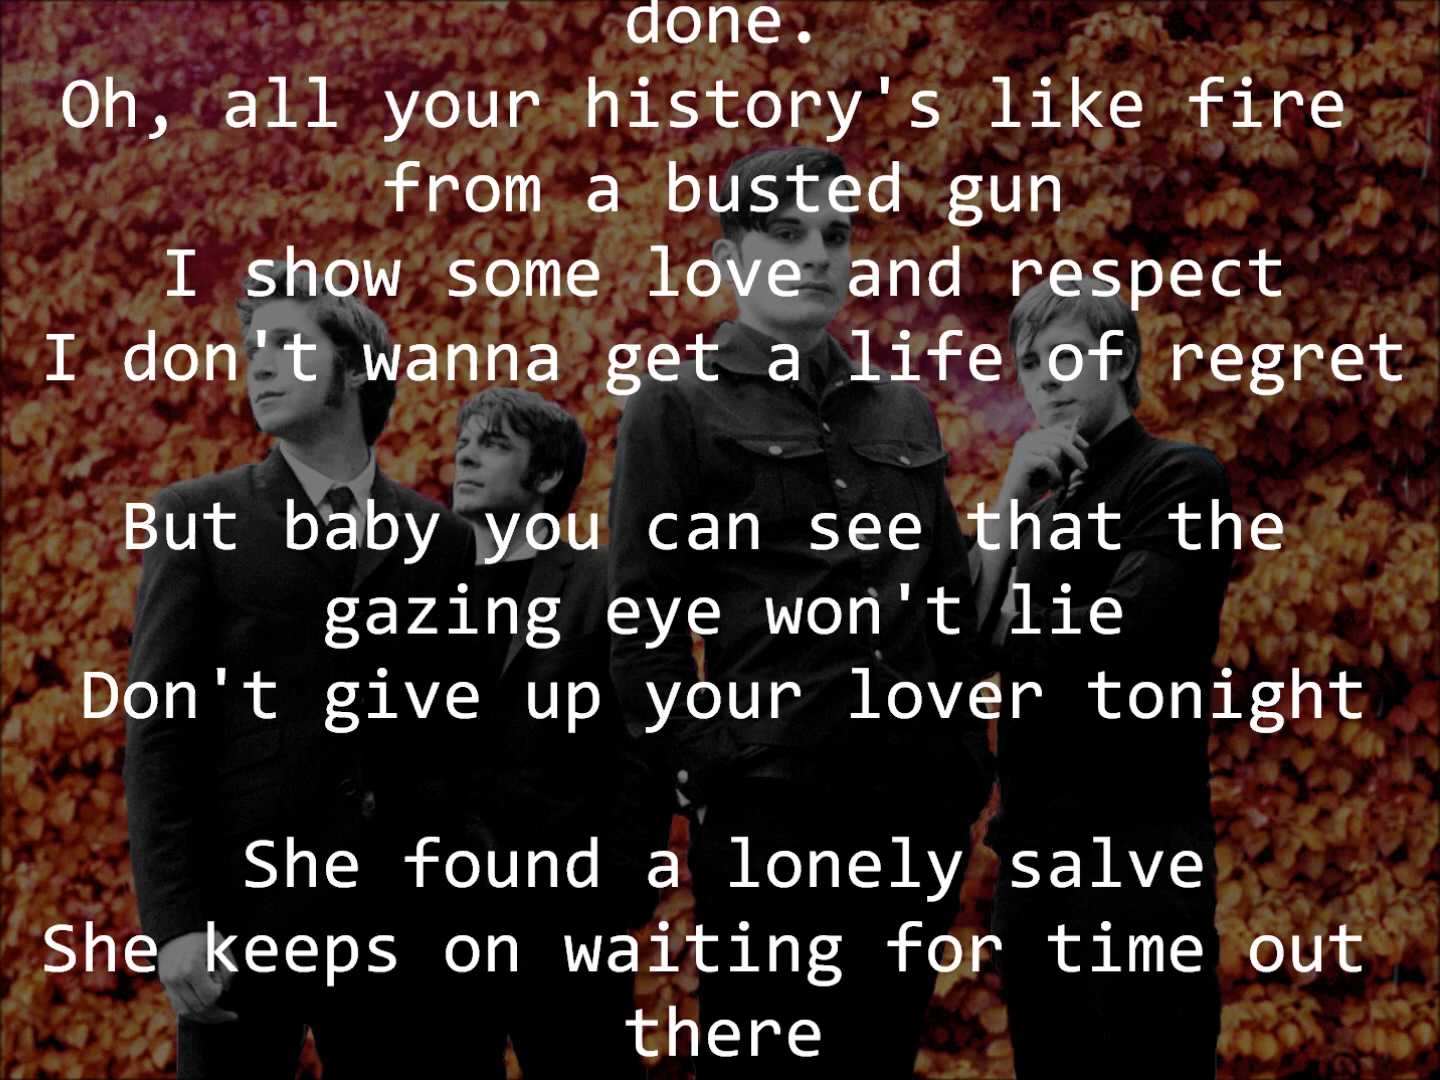 done.
Oh, all your history's like fire
from a busted gun
I show some love and respect
I don't wanna get a life of regret
But baby you can see that the
gazing eye won't lie
Don't give up your lover tonight
She found a lonely salve
She keeps on waiting for time out
there